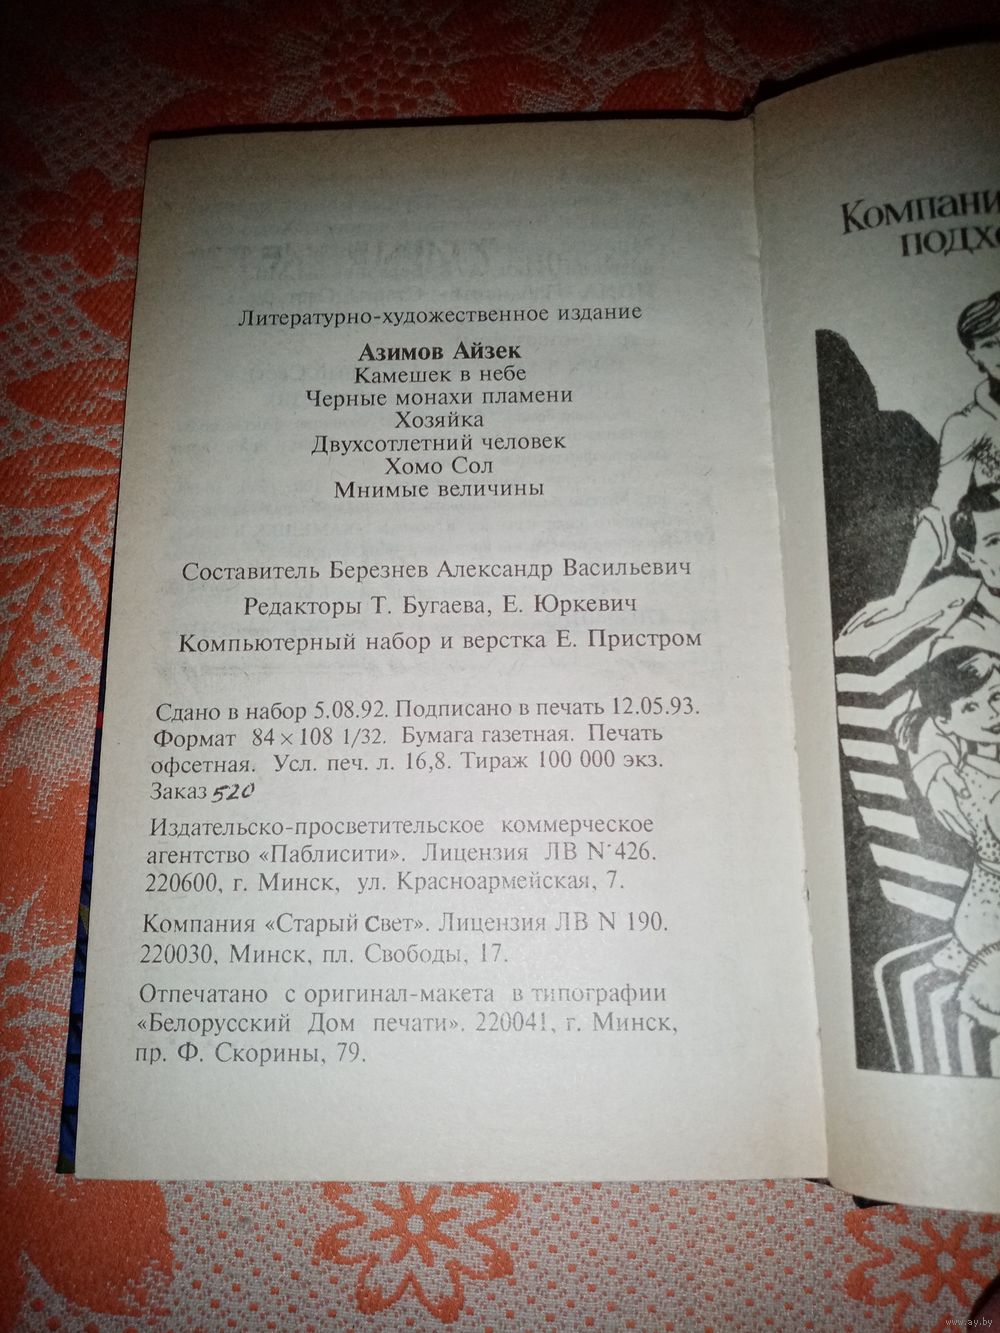 Литературно-художественное издание
Азимов Айзек
Камешек в небе
Черные монахи пламени
Хозяйка
Двухсотлетний человек
Хомо Сол
Мнимые величины
Составитель Березнев Александр Васильевич
Редакторы Т. Бугаева, Е. Юркевич
Компьютерный набор и верстка Е. Пристром
Сдано в набор 5.08.92. Подписано в печать 12.05.93.
Формат 84 × 108 1/32. Бумага газетная. Печать
офсетная. Усл. печ. л. 16,8. Тираж 100 000 экз.
Заказ 520
Издательско-просветительское коммерческое
агентство «Паблисити». Лицензия ЛВ N 426.
220600, г. Минск, ул. Красноармейская, 7.
Компания «Старый Свет». Лицензия ЛВ N 190.
220030, Минск, пл. Свободы, 17.
Отпечатано с оригинал-макета в типографии
«Белорусский Дом печати». 220041, г. Минск,
пр. Ф. Скорины, 79.
Компани
подхо
www.ay.by